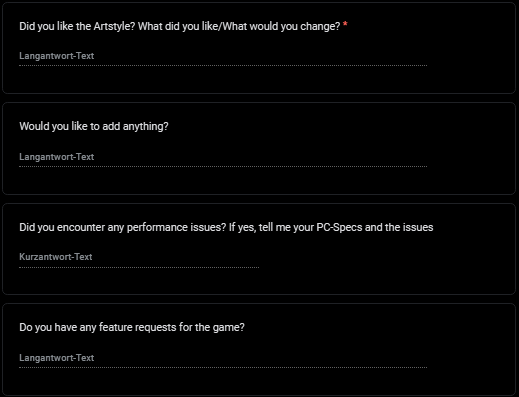 Did you like the Artstyle? What did you like/What would you change? *
Langantwort-Text
Would you like to add anything?
Langantwort-Text
Did you encounter any performance issues? If yes, tell me your PC-Specs and the issues
Kurzantwort-Text
Do you have any feature requests for the game?
Langantwort-Text